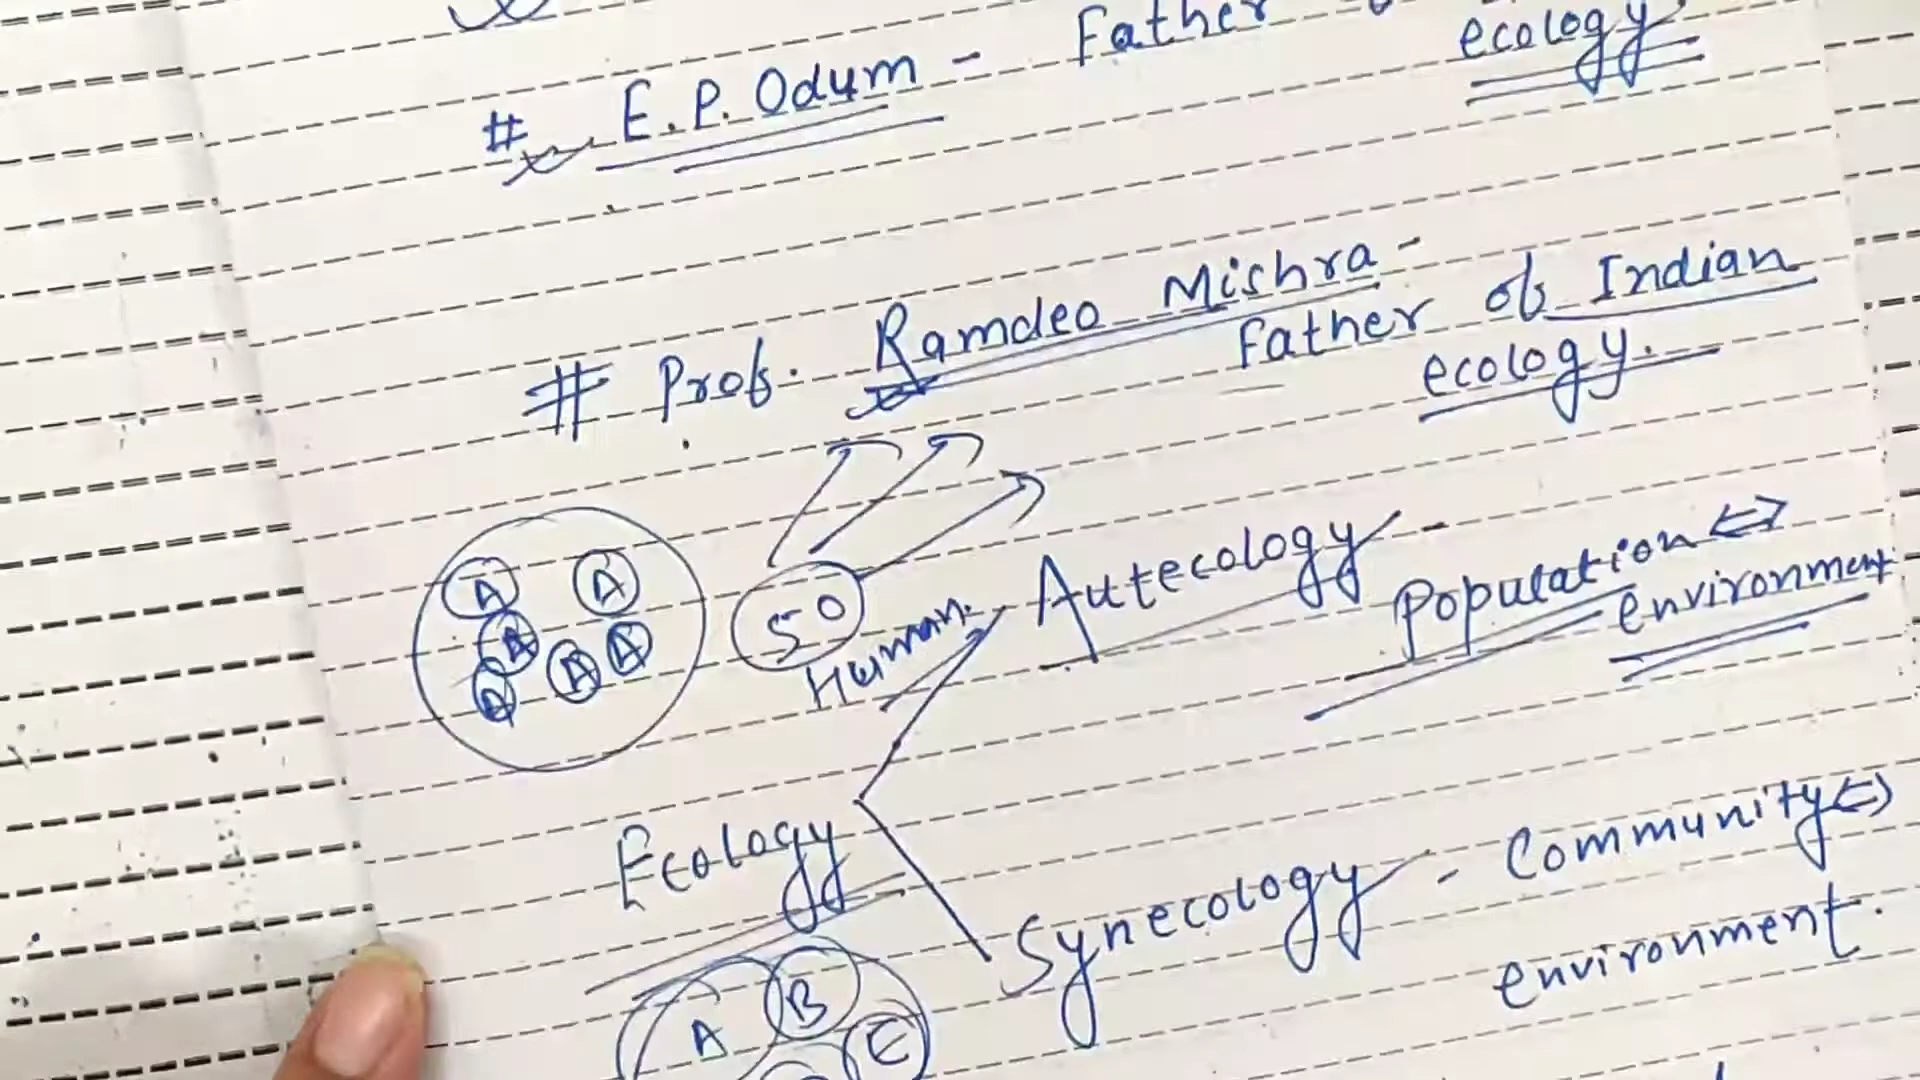 # E.P. Odum - Father
ecology
# Prof. Ramdeo Mishra -
Father of Indian
ecology.
A A
A
A A A
50
Human.
Autecology -
Population ⇔
environment
Ecology
Synecology - Community ⇔
environment.
A B
C